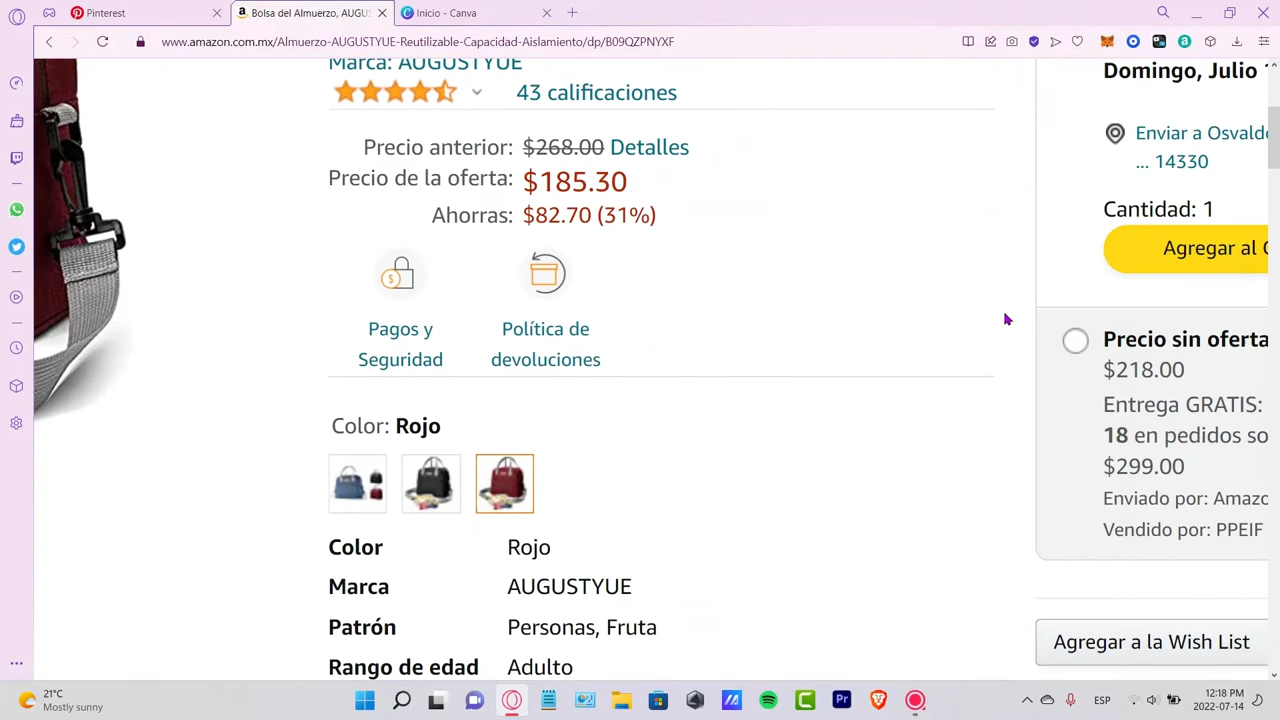 Pinterest
Bolsa del Almuerzo, AUGU
Inicio - Canva
www.amazon.com.mx/Almuerzo-AUGUSTYUE-Reutilizable-Capacidad-Aislamiento/dp/B09QZPNYXF
Marca: AUGUSTYUE
43 calificaciones
Precio anterior: $268.00 Detalles
Precio de la oferta: $185.30
Ahorras: $82.70 (31%)
Pagos y
Seguridad
Política de
devoluciones
Color: Rojo
Color Rojo
Marca AUGUSTYUE
Patrón Personas, Fruta
Rango de edad Adulto
Domingo, Julio
Enviar a Osvald
... 14330
Cantidad: 1
Agregar al
Precio sin oferta
$218.00
Entrega GRATIS:
18 en pedidos so
$299.00
Enviado por: Amazo
Vendido por: PPEIF
Agregar a la Wish List
21°C
Mostly sunny
ESP
12:18 PM
2022-07-14